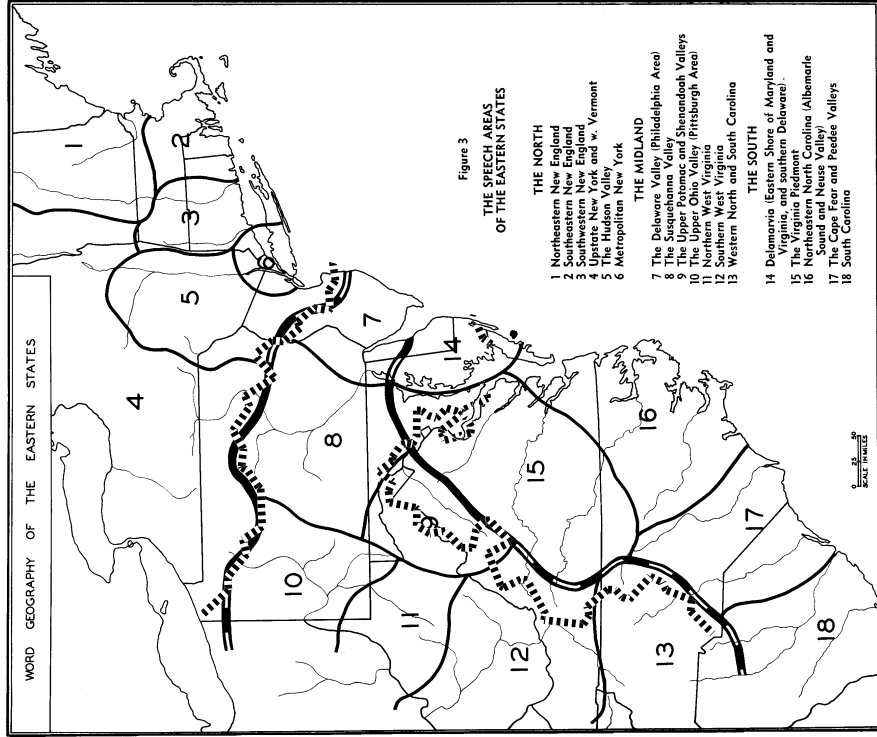 WORD GEOGRAPHY OF THE EASTERN STATES
1
2
3
4
5
6
7
8
9
10
11
12
13
14
15
16
17
18
Figure 3
THE SPEECH AREAS
OF THE EASTERN STATES
THE NORTH
1 Northeastern New England
2 Southeastern New England
3 Southwestern New England
4 Upstate New York and w. Vermont
5 The Hudson Valley
6 Metropolitan New York
THE MIDLAND
7 The Delaware Valley (Philadelphia Area)
8 The Susquehanna Valley
9 The Upper Potomac and Shenandoah Valleys
10 The Upper Ohio Valley (Pittsburgh Area)
11 Northern West Virginia
12 Southern West Virginia
13 Western North and South Carolina
THE SOUTH
14 Delamarvia (Eastern Shore of Maryland and
Virginia, and southern Delaware).
15 The Virginia Piedmont
16 Northeastern North Carolina (Albemarle
Sound and Neuse Valley)
17 The Cape Fear and Peedee Valleys
18 South Carolina
0 25 50
SCALE IN MILES